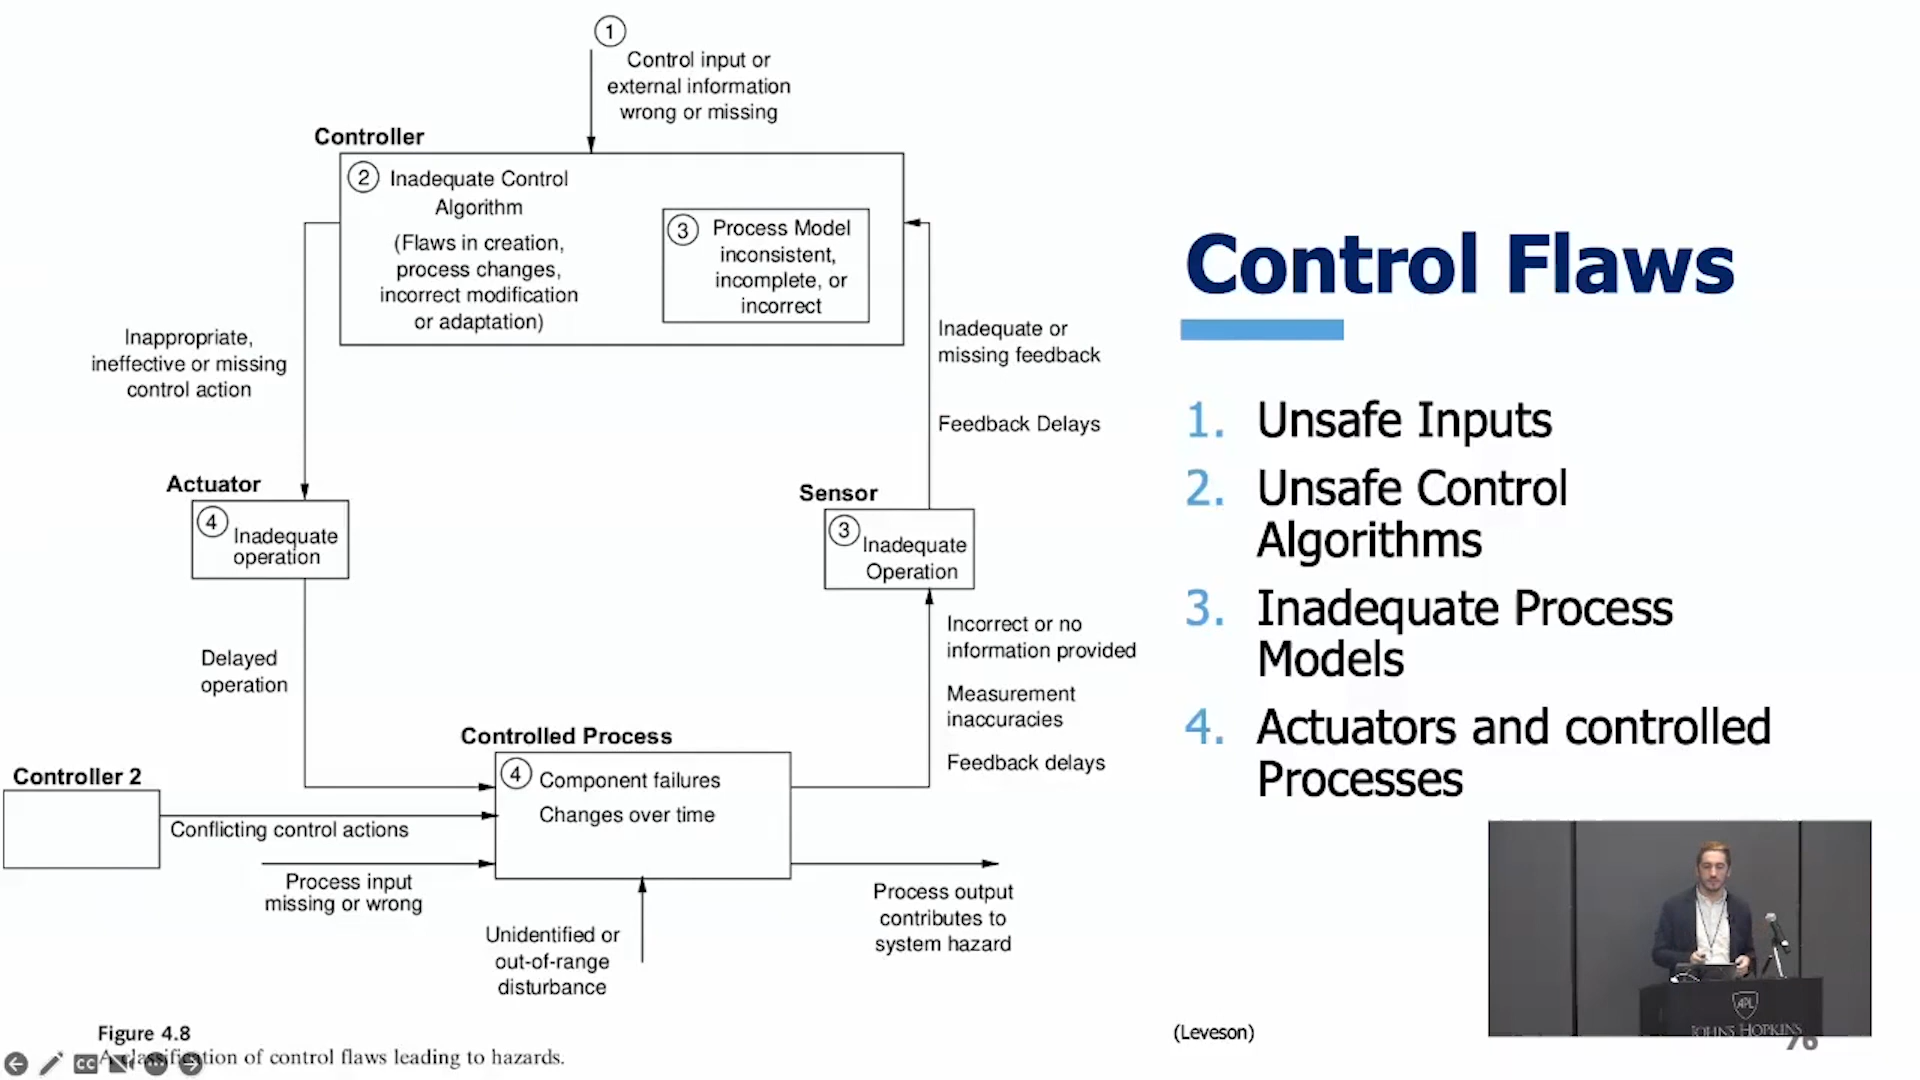 1
Control input or
external information
wrong or missing
Controller
2 Inadequate Control
Algorithm
(Flaws in creation,
process changes,
incorrect modification
or adaptation)
3 Process Model
inconsistent,
incomplete, or
incorrect
Inappropriate,
ineffective or missing
control action
Inadequate or
missing feedback
Feedback Delays
Actuator
4 Inadequate
operation
Sensor
3 Inadequate
Operation
Delayed
operation
Incorrect or no
information provided
Measurement
inaccuracies
Feedback delays
Controlled Process
4 Component failures
Changes over time
Controller 2
Conflicting control actions
Process input
missing or wrong
Unidentified or
out-of-range
disturbance
Process output
contributes to
system hazard
Figure 4.8
A classification of control flaws leading to hazards.
CC
Control Flaws
1. Unsafe Inputs
2. Unsafe Control
Algorithms
3. Inadequate Process
Models
4. Actuators and controlled
Processes
(Leveson)
APL
JOHNS HOPKINS
76